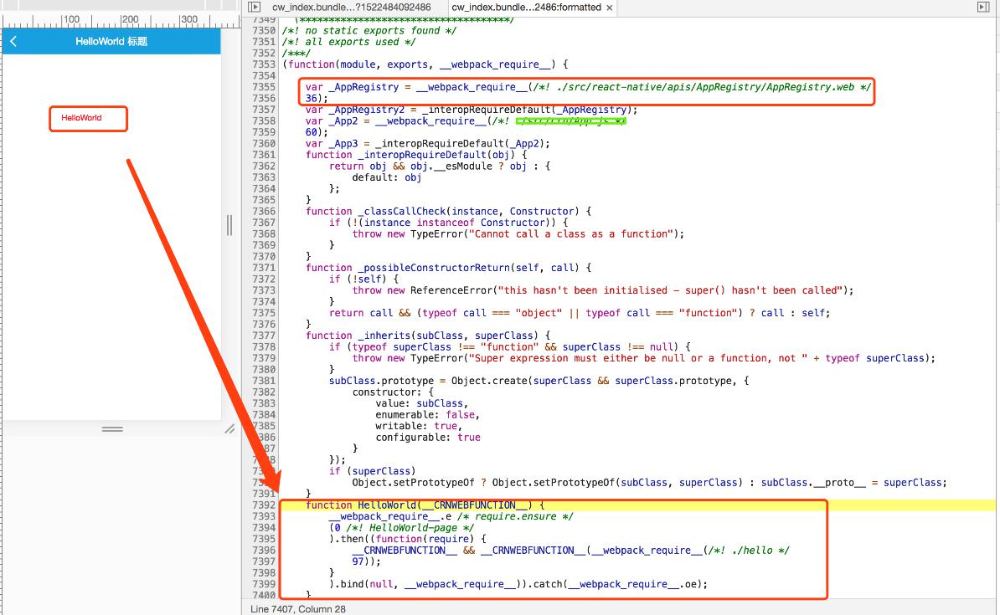 cw_index.bundle...?1522484092486
cw_index.bundle...2486:formatted ×
100 200 300
HelloWorld 标题
HelloWorld
7349 \***********************************/
7350 /*! no static exports found */
7351 /*! all exports used */
7352 /***/
7353 (function(module, exports, __webpack_require__) {
7354
7355 var _AppRegistry = __webpack_require__(/*! ./src/react-native/apis/AppRegistry/AppRegistry.web */
7356 36);
7357 var _AppRegistry2 = _interopRequireDefault(_AppRegistry);
7358 var _App2 = __webpack_require__(/*!
7359 60);
7360 var _App3 = _interopRequireDefault(_App2);
7361 function _interopRequireDefault(obj) {
7362 return obj && obj.__esModule ? obj : {
7363 default: obj
7364 };
7365 }
7366 function _classCallCheck(instance, Constructor) {
7367 if (!(instance instanceof Constructor)) {
7368 throw new TypeError("Cannot call a class as a function");
7369 }
7370 }
7371 function _possibleConstructorReturn(self, call) {
7372 if (!self) {
7373 throw new ReferenceError("this hasn't been initialised - super() hasn't been called");
7374 }
7375 return call && (typeof call === "object" || typeof call === "function") ? call : self;
7376 }
7377 function _inherits(subClass, superClass) {
7378 if (typeof superClass !== "function" && superClass !== null) {
7379 throw new TypeError("Super expression must either be null or a function, not " + typeof superClass);
7380 }
7381 subClass.prototype = Object.create(superClass && superClass.prototype, {
7382 constructor: {
7383 value: subClass,
7384 enumerable: false,
7385 writable: true,
7386 configurable: true
}
});
if (superClass)
Object.setPrototypeOf ? Object.setPrototypeOf(subClass, superClass) : subClass.__proto__ = superClass;
7391 }
7392 function HelloWorld(__CRNWEBFUNCTION__) {
7393 __webpack_require__.e /* require.ensure */
7394 (0 /*! HelloWorld-page */
7395 ).then((function(require) {
7396 __CRNWEBFUNCTION__ && __CRNWEBFUNCTION__(__webpack_require__(/*! ./hello */
7397 97));
7398 }
7399 ).bind(null, __webpack_require__)).catch(__webpack_require__.oe);
7400 }
Line 7407, Column 28